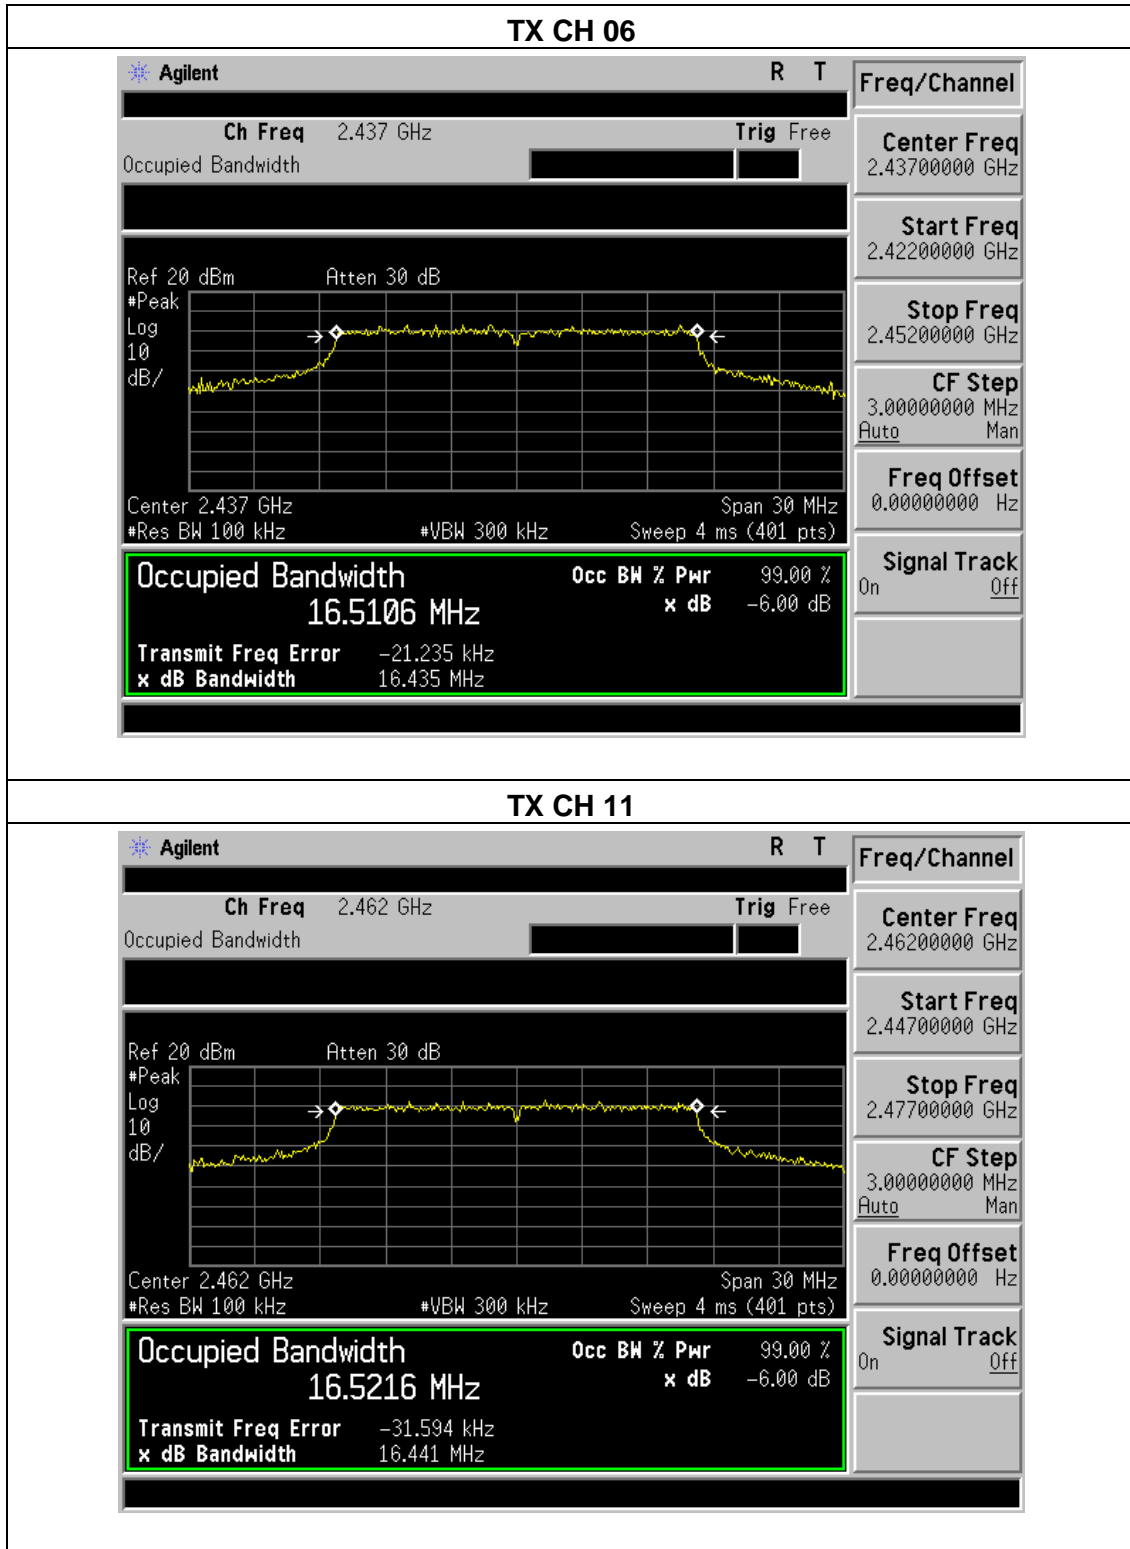 TX CH 06
Agilent R T
Freq/Channel
Ch Freq 2.437 GHz Trig Free
Occupied Bandwidth
Center Freq
2.43700000 GHz
Start Freq
2.42200000 GHz
Stop Freq
2.45200000 GHz
CF Step
3.00000000 MHz
Auto Man
Freq Offset
0.00000000 Hz
Signal Track
On Off
Ref 20 dBm Atten 30 dB
#Peak
Log
10
dB/
Center 2.437 GHz Span 30 MHz
#Res BW 100 kHz #VBW 300 kHz Sweep 4 ms (401 pts)
Occupied Bandwidth Occ BW % Pwr 99.00 %
16.5106 MHz x dB -6.00 dB
Transmit Freq Error -21.235 kHz
x dB Bandwidth 16.435 MHz
TX CH 11
Agilent R T
Freq/Channel
Ch Freq 2.462 GHz Trig Free
Occupied Bandwidth
Center Freq
2.46200000 GHz
Start Freq
2.44700000 GHz
Stop Freq
2.47700000 GHz
CF Step
3.00000000 MHz
Auto Man
Freq Offset
0.00000000 Hz
Signal Track
On Off
Ref 20 dBm Atten 30 dB
#Peak
Log
10
dB/
Center 2.462 GHz Span 30 MHz
#Res BW 100 kHz #VBW 300 kHz Sweep 4 ms (401 pts)
Occupied Bandwidth Occ BW % Pwr 99.00 %
16.5216 MHz x dB -6.00 dB
Transmit Freq Error -31.594 kHz
x dB Bandwidth 16.441 MHz